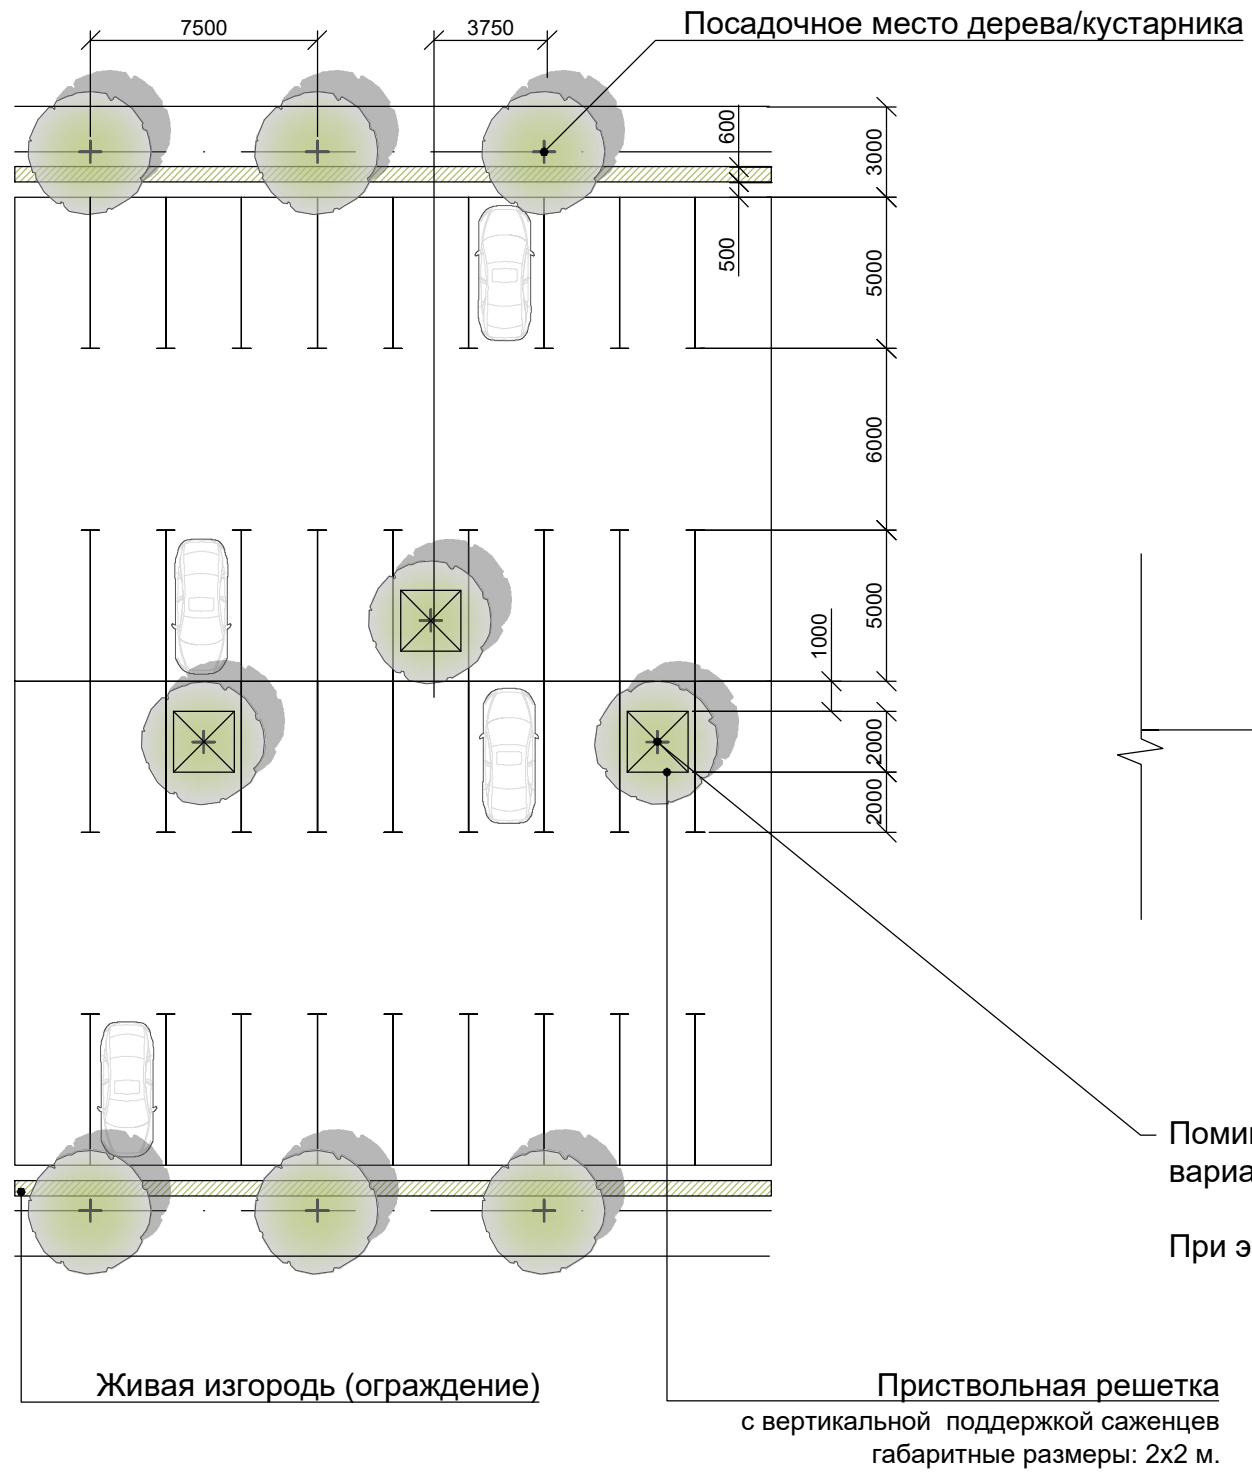 7500
3750
Посадочное место дерева/кустарника
600
3000
500
5000
6000
5000
1000
2000
2000
При э
Живая изгородь (ограждение)
Приствольная решетка
с вертикальной поддержкой саженцев
габаритные размеры: 2х2 м.